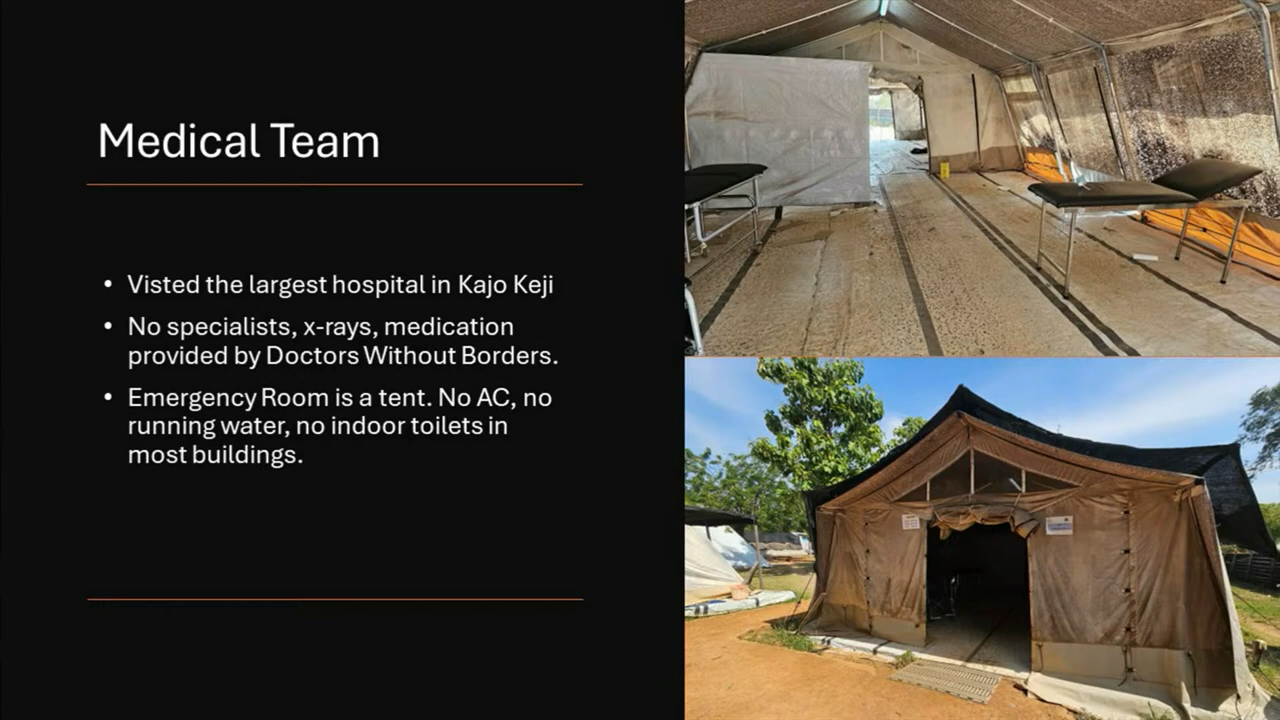 Medical Team
• Visted the largest hospital in Kajo Keji
• No specialists, x-rays, medication
provided by Doctors Without Borders.
• Emergency Room is a tent. No AC, no
running water, no indoor toilets in
most buildings.